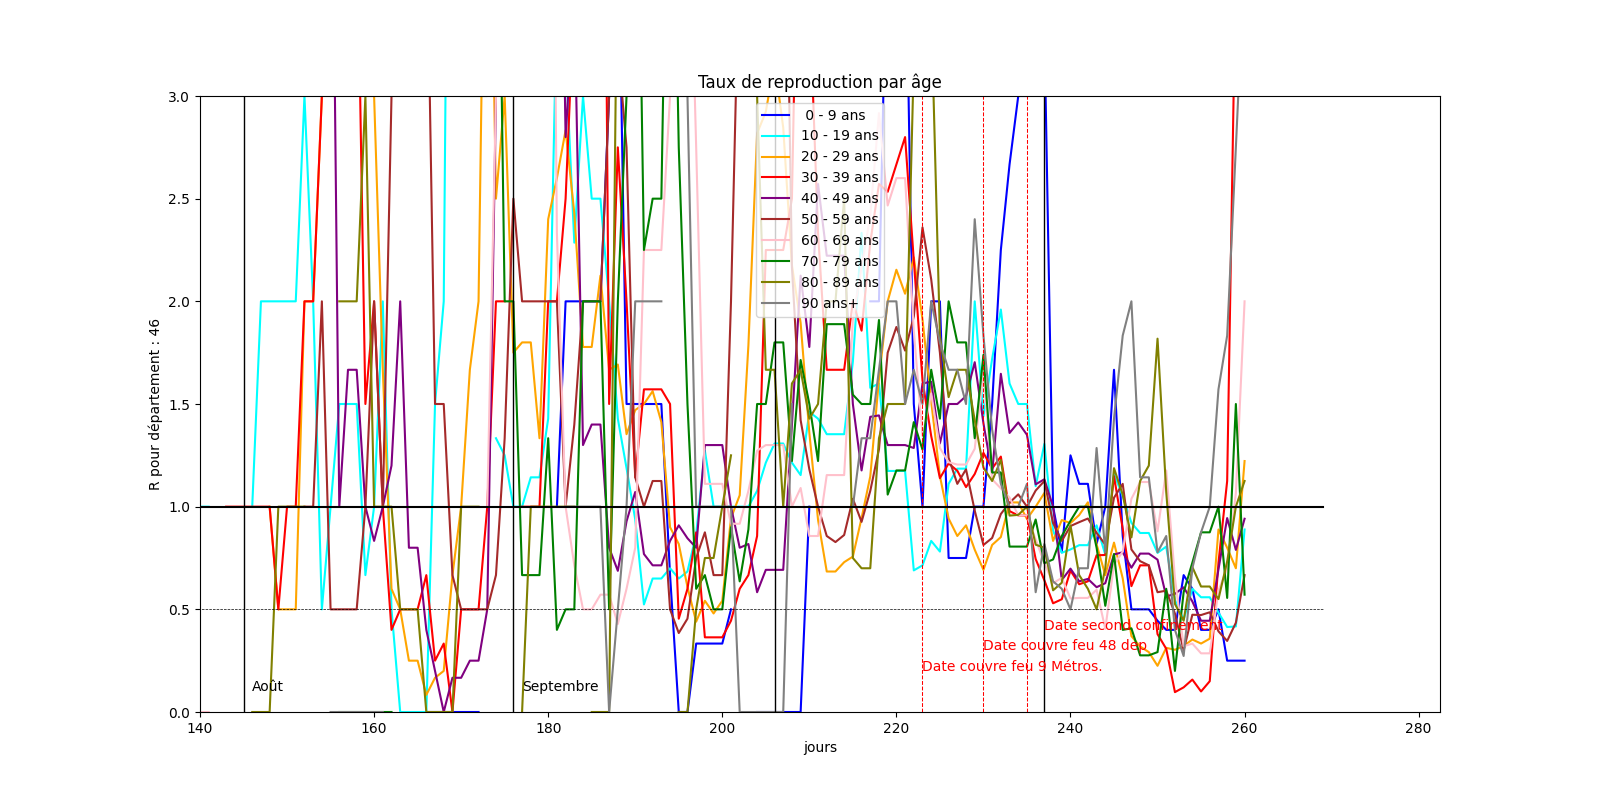 Taux de reproduction par âge
R pour département : 46
3.0
2.5
2.0
1.5
1.0
0.5
0.0
0 - 9 ans
10 - 19 ans
20 - 29 ans
30 - 39 ans
40 - 49 ans
50 - 59 ans
60 - 69 ans
70 - 79 ans
80 - 89 ans
90 ans+
Date second confinement
Date couvre feu 48 dep
Date couvre feu 9 Métros.
Août
Septembre
140
160
180
200
220
240
260
280
jours